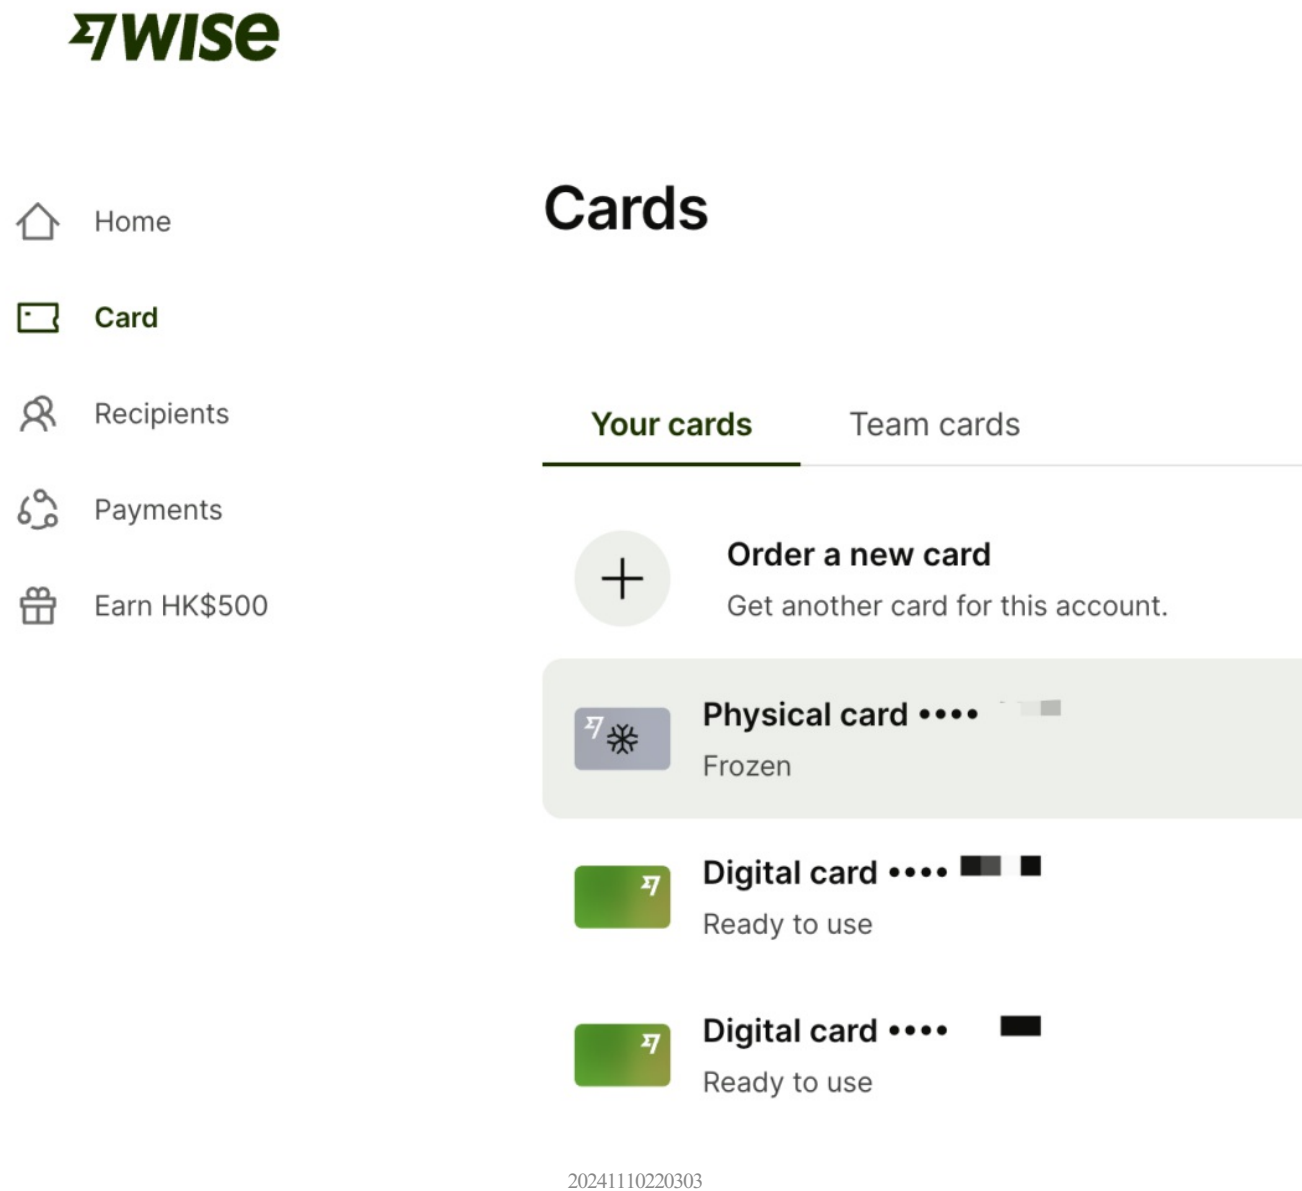 wise
Home
Card
Recipients
Payments
Earn HK$500
Cards
Your cards Team cards
Order a new card
Get another card for this account.
Physical card ••••
Frozen
Digital card ••••
Ready to use
Digital card ••••
Ready to use
20241110220303